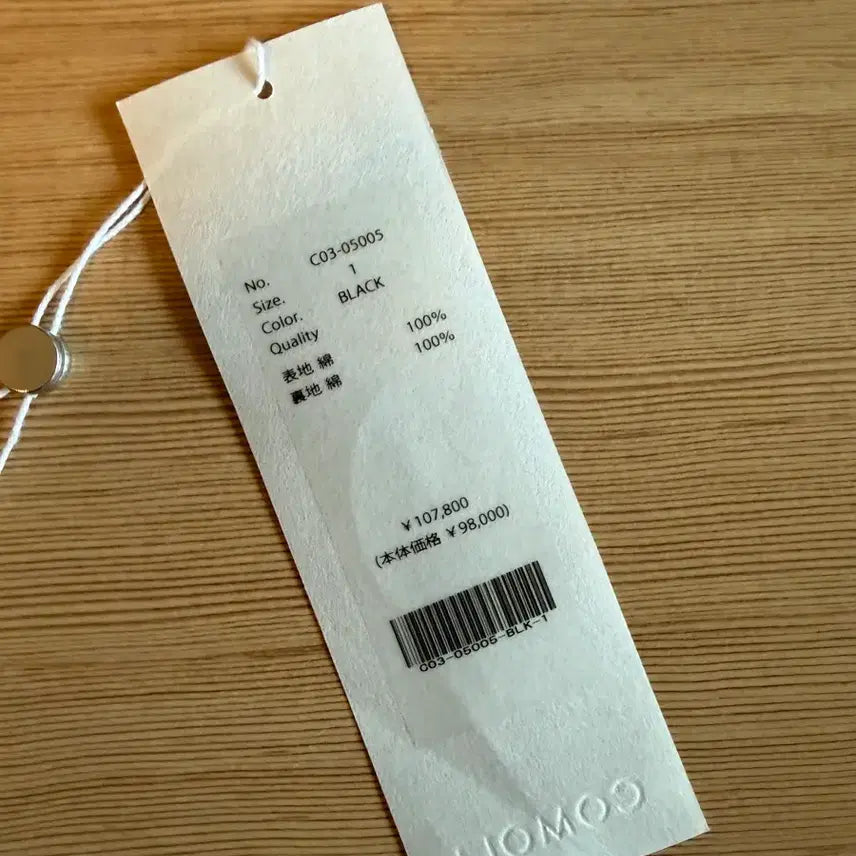 No. C03-05005
Size. 1
Color. BLACK
Quality
表地 綿 100%
裏地 綿 100%
￥107,800
(本体価格 ￥98,000)
C03-05005-BLK-1
COMOLI